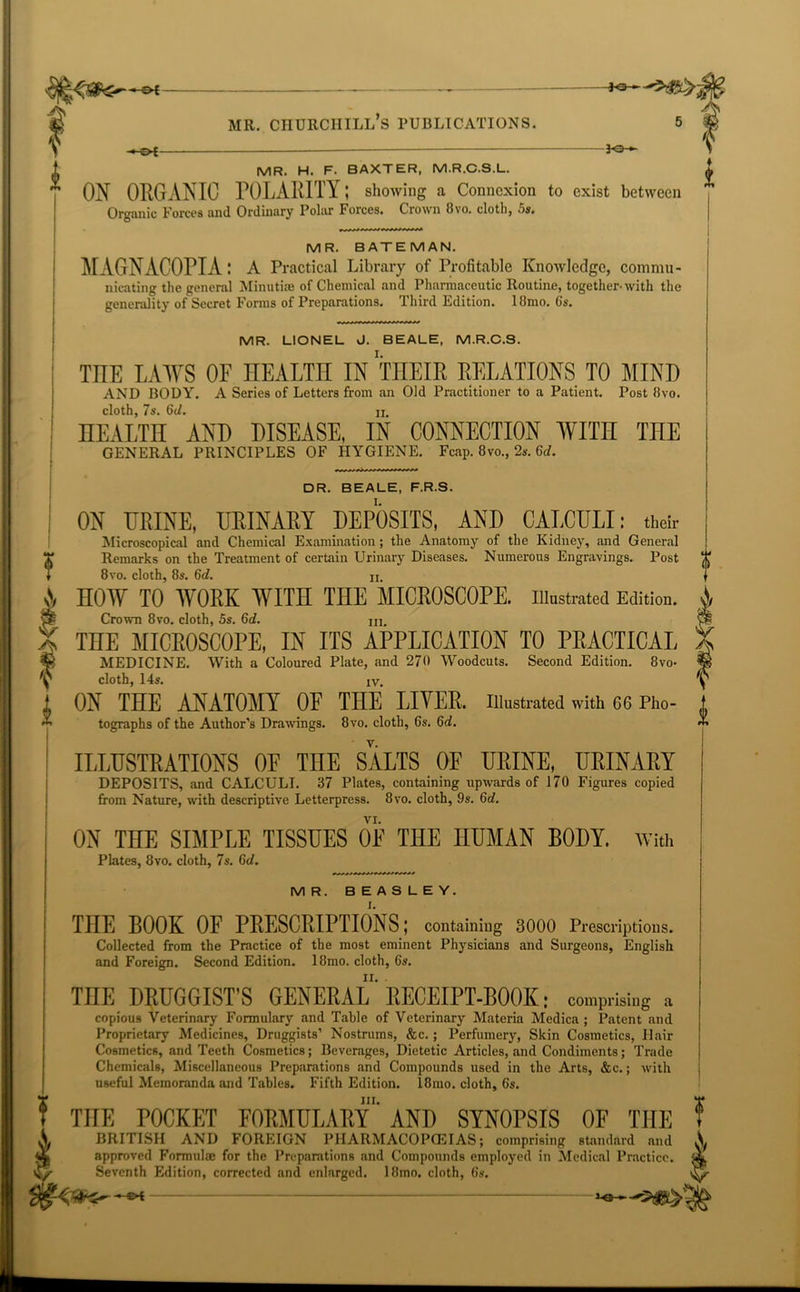 MR. CHURCHILL'S PUBLICATIONS. 5
MR. H. F. BAXTER, M.R.C.S.L.
ON ORGANIC POLARITY; showing a Connexion to exist between
Organic Forces and Ordinary Polar Forces. Crown 8vo. cloth, 5s.
MR. BATEMAN.
MAGNACOPIA: A Practical Library of Profitable Knowledge, commu-
nicating the general Minutiæ of Chemical and Pharmaceutic Routine, together with the
generality of Secret Forms of Preparations. Third Edition. 18mo. 6s.
MR. LIONEL J. BEALE, M.R.C.S.
I.
THE LAWS OF HEALTH IN THEIR RELATIONS TO MIND
AND BODY. A Series of Letters from an Old Practitioner to a Patient. Post 8vo.
cloth, 7s. 6d.
II.
HEALTH AND DISEASE, IN CONNECTION WITH THE
GENERAL PRINCIPLES OF HYGIENE. Fcap. 8vo., 2s. 6d.
DR. BEALE, F.R.S.
I.
ON URINE, URINARY DEPOSITS, AND CALCULI: their
Microscopical and Chemical Examination; the Anatomy of the Kidney, and General
Remarks on the Treatment of certain Urinary Diseases. Numerous Engravings. Post
8vo. cloth, 8s. 6d.
II.
HOW TO WORK WITH THE MICROSCOPE. Illustrated Edition.
Crown 8vo. cloth, 5s. 6d.
III.
THE MICROSCOPE, IN ITS APPLICATION TO PRACTICAL
MEDICINE. With a Coloured Plate, and 270 Woodcuts. Second Edition. 8vo.
cloth, 14s.
IV.
ON THE ANATOMY OF THE LIVER. Illustrated with 66 Pho-
tographs of the Author's Drawings. 8vo. cloth, 6s. 6d.
V.
ILLUSTRATIONS OF THE SALTS OF URINE, URINARY
DEPOSITS, and CALCULI. 37 Plates, containing upwards of 170 Figures copied
from Nature, with descriptive Letterpress. 8vo. cloth, 9s. 6d.
VI.
ON THE SIMPLE TISSUES OF THE HUMAN BODY. With
Plates, 8vo. cloth, 7s. 6d.
MR. BEASLEY.
I.
THE BOOK OF PRESCRIPTIONS; containing 3000 Prescriptions.
Collected from the Practice of the most eminent Physicians and Surgeons, English
and Foreign. Second Edition. 18mo. cloth, 6s.
II.
THE DRUGGIST'S GENERAL RECEIPT-BOOK: comprising a
copious Veterinary Formulary and Table of Veterinary Materia Medica; Patent and
Proprietary Medicines, Druggists' Nostrums, &c.; Perfumery, Skin Cosmetics, Hair
Cosmetics, and Teeth Cosmetics; Beverages, Dietetic Articles, and Condiments; Trade
Chemicals, Miscellaneous Preparations and Compounds used in the Arts, &c.; with
useful Memoranda and Tables. Fifth Edition. 18mo. cloth, 6s.
III.
THE POCKET FORMULARY AND SYNOPSIS OF THE
BRITISH AND FOREIGN PHARMACOPŒIAS; comprising standard and
approved Formulæ for the Preparations and Compounds employed in Medical Practice.
Seventh Edition, corrected and enlarged. 18mo. cloth, 6s.